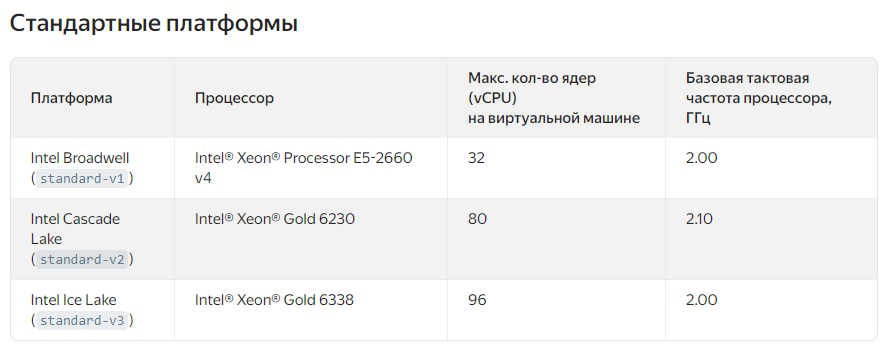 Стандартные платформы
Платформа
Процессор
Макс. кол-во ядер
(vCPU)
на виртуальной машине
Базовая тактовая
частота процессора,
ГГц
Intel Broadwell
(standard-v1)
Intel® Xeon® Processor E5-2660
v4
32
2.00
Intel Cascade
Lake
(standard-v2)
Intel® Xeon® Gold 6230
80
2.10
Intel Ice Lake
(standard-v3)
Intel® Xeon® Gold 6338
96
2.00